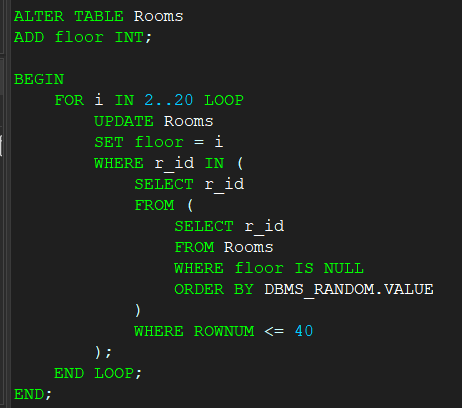 ALTER TABLE Rooms
ADD floor INT;
BEGIN
    FOR i IN 2..20 LOOP
        UPDATE Rooms
        SET floor = i
        WHERE r_id IN (
            SELECT r_id
            FROM (
                SELECT r_id
                FROM Rooms
                WHERE floor IS NULL
                ORDER BY DBMS_RANDOM.VALUE
            )
            WHERE ROWNUM <= 40
        );
    END LOOP;
END;